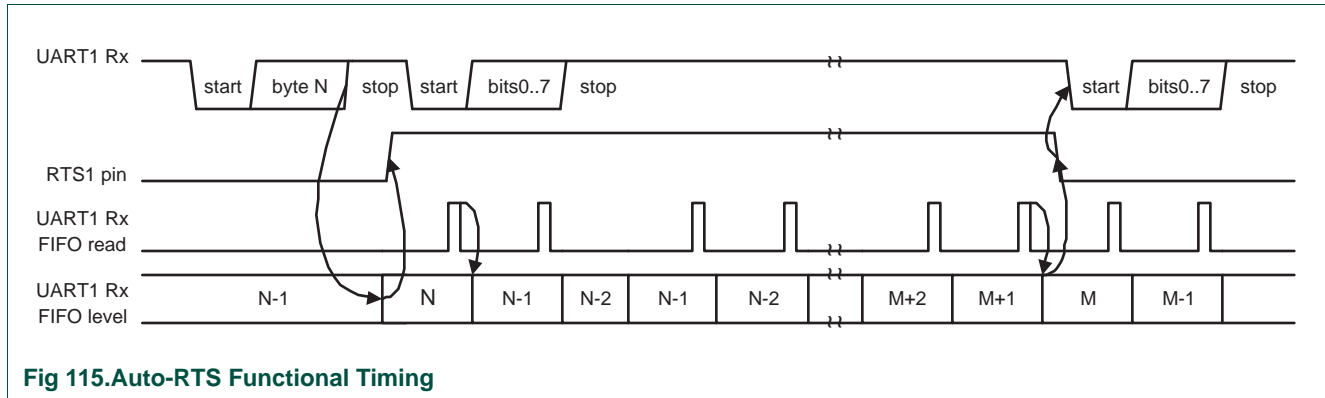 UART1 Rx
start byte N stop start bits0..7 stop start bits0..7 stop
RTS1 pin
UART1 Rx
FIFO read
UART1 Rx
FIFO level
N-1 N N-1 N-2 N-1 N-2 M+2 M+1 M M-1
Fig 115.Auto-RTS Functional Timing